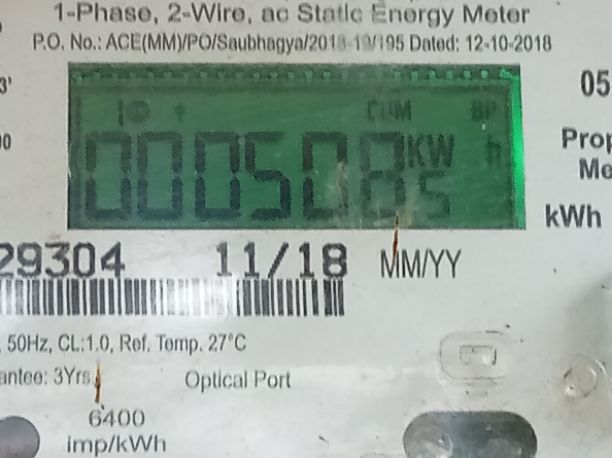 1-Phase, 2-Wire, ac Static Energy Meter
P.O. No.: ACE(MM)/PO/Saubhagya/2018-19/195 Dated: 12-10-2018
CUM
KW h
05
Prop
Me
kWh
29304 11/18 MM/YY
, 50Hz, CL:1.0, Ref. Temp. 27°C
antee: 3Yrs
Optical Port
6400
imp/kWh